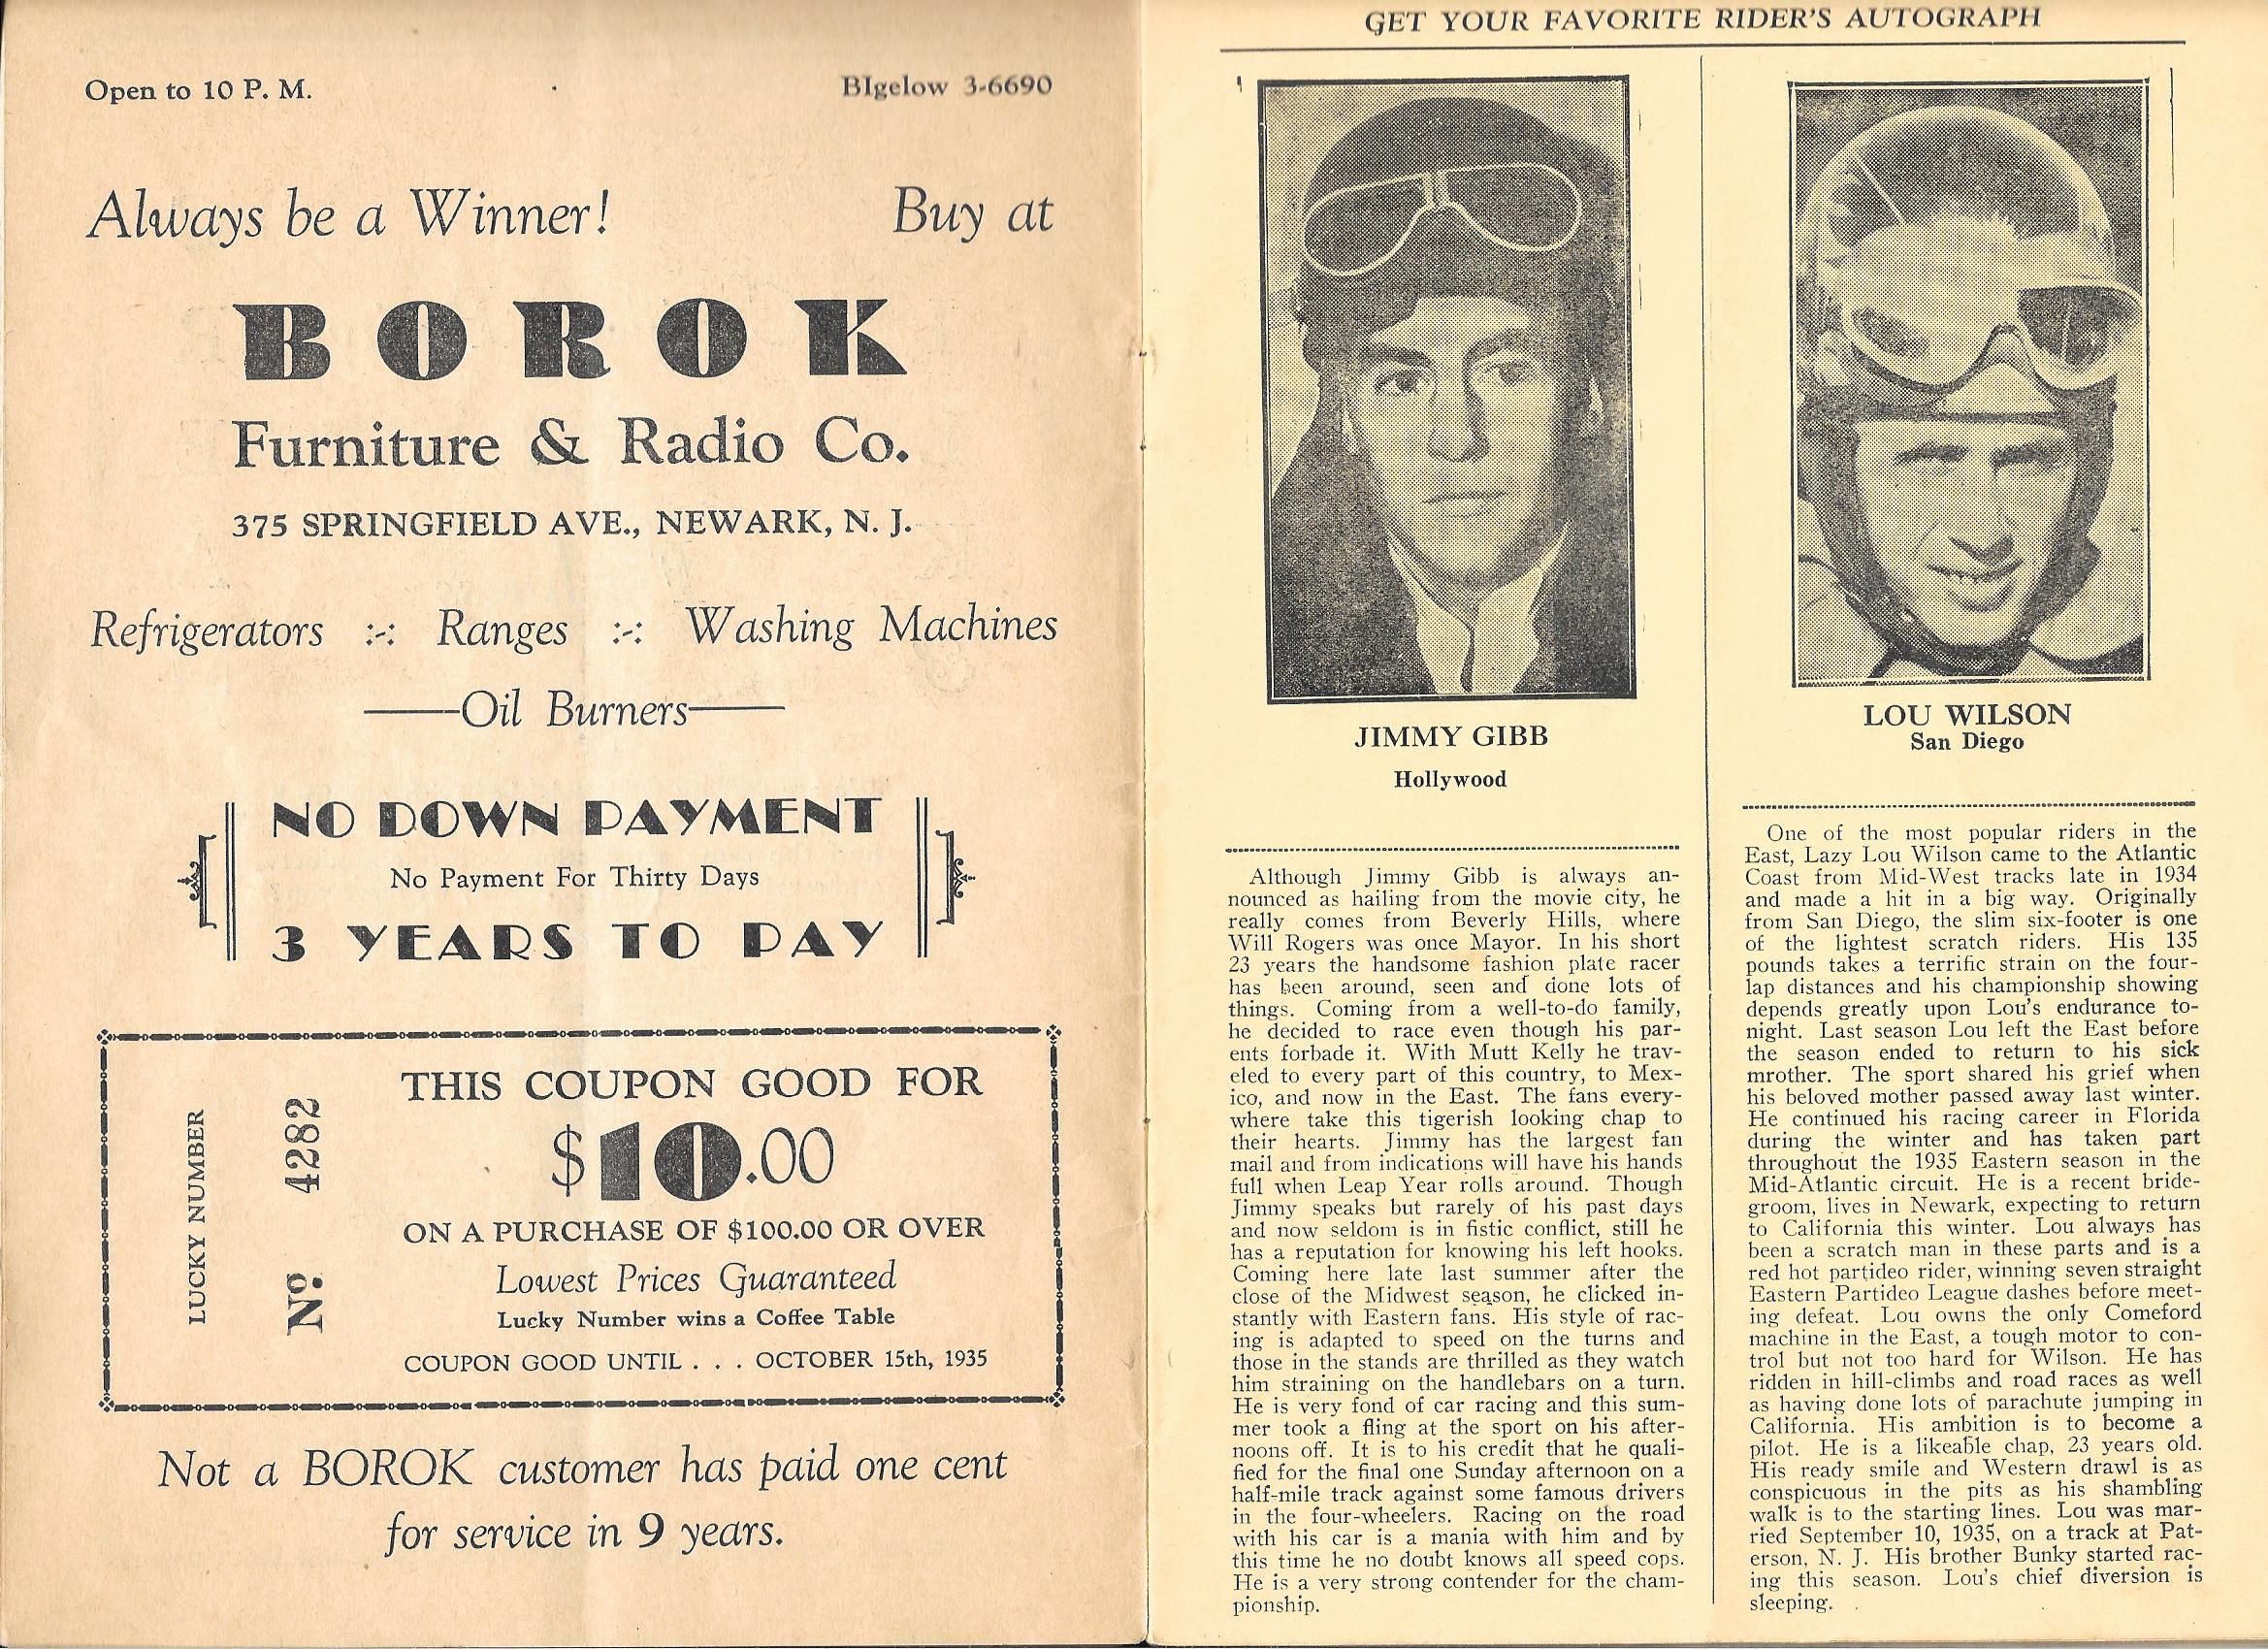 Open to 10 P. M. BIgelow 3-6690
Always be a Winner! Buy at
BOROK
Furniture & Radio Co.
375 SPRINGFIELD AVE., NEWARK, N. J.
Refrigerators :-: Ranges :-: Washing Machines
Oil Burners
NO DOWN PAYMENT
No Payment For Thirty Days
3 YEARS TO PAY
LUCKY NUMBER
No. 4282
THIS COUPON GOOD FOR
$10.00
ON A PURCHASE OF $100.00 OR OVER
Lowest Prices Guaranteed
Lucky Number wins a Coffee Table
COUPON GOOD UNTIL . . . OCTOBER 15th, 1935
Not a BOROK customer has paid one cent
for service in 9 years.
GET YOUR FAVORITE RIDER'S AUTOGRAPH
JIMMY GIBB
Hollywood
Although Jimmy Gibb is always an-
nounced as hailing from the movie city, he
really comes from Beverly Hills, where
Will Rogers was once Mayor. In his short
23 years the handsome fashion plate racer
has been around, seen and done lots of
things. Coming from a well-to-do family,
he decided to race even though his par-
ents forbade it. With Mutt Kelly he trav-
eled to every part of this country, to Mex-
ico, and now in the East. The fans every-
where take this tigerish looking chap to
their hearts. Jimmy has the largest fan
mail and from indications will have his hands
full when Leap Year rolls around. Though
Jimmy speaks but rarely of his past days
and now seldom is in fistic conflict, still he
has a reputation for knowing his left hooks.
Coming here late last summer after the
close of the Midwest season, he clicked in-
stantly with Eastern fans. His style of rac-
ing is adapted to speed on the turns and
those in the stands are thrilled as they watch
him straining on the handlebars on a turn.
He is very fond of car racing and this sum-
mer took a fling at the sport on his after-
noons off. It is to his credit that he quali-
fied for the final one Sunday afternoon on a
half-mile track against some famous drivers
in the four-wheelers. Racing on the road
with his car is a mania with him and by
this time he no doubt knows all speed cops.
He is a very strong contender for the cham-
pionship.
LOU WILSON
San Diego
One of the most popular riders in the
East, Lazy Lou Wilson came to the Atlantic
Coast from Mid-West tracks late in 1934
and made a hit in a big way. Originally
from San Diego, the slim six-footer is one
of the lightest scratch riders. His 135
pounds takes a terrific strain on the four-
lap distances and his championship showing
depends greatly upon Lou's endurance to-
night. Last season Lou left the East before
the season ended to return to his sick
mrother. The sport shared his grief when
his beloved mother passed away last winter.
He continued his racing career in Florida
during the winter and has taken part
throughout the 1935 Eastern season in the
Mid-Atlantic circuit. He is a recent bride-
groom, lives in Newark, expecting to return
to California this winter. Lou always has
been a scratch man in these parts and is a
red hot partideo rider, winning seven straight
Eastern Partideo League dashes before meet-
ing defeat. Lou owns the only Comeford
machine in the East, a tough motor to con-
trol but not too hard for Wilson. He has
ridden in hill-climbs and road races as well
as having done lots of parachute jumping in
California. His ambition is to become a
pilot. He is a likeable chap, 23 years old.
His ready smile and Western drawl is as
conspicuous in the pits as his shambling
walk is to the starting lines. Lou was mar-
ried September 10, 1935, on a track at Pat-
erson, N. J. His brother Bunky started rac-
ing this season. Lou's chief diversion is
sleeping.